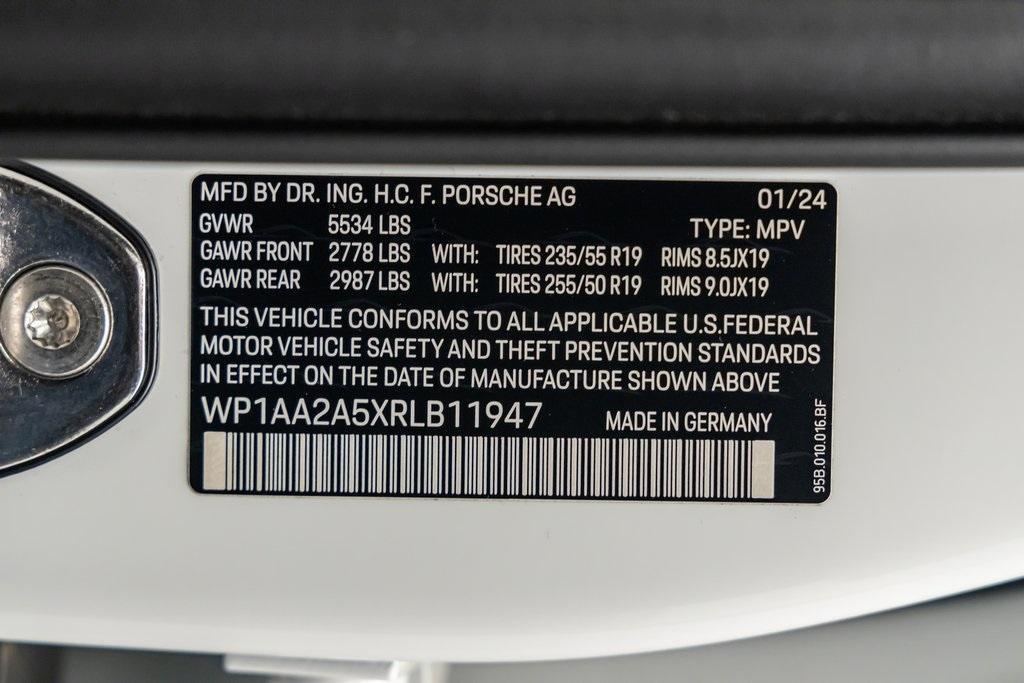 MFD BY DR. ING. H.C. F. PORSCHE AG 01/24
GVWR 5534 LBS TYPE: MPV
GAWR FRONT 2778 LBS WITH: TIRES 235/55 R19 RIMS 8.5JX19
GAWR REAR 2987 LBS WITH: TIRES 255/50 R19 RIMS 9.0JX19
THIS VEHICLE CONFORMS TO ALL APPLICABLE U.S.FEDERAL
MOTOR VEHICLE SAFETY AND THEFT PREVENTION STANDARDS
IN EFFECT ON THE DATE OF MANUFACTURE SHOWN ABOVE
WP1AA2A5XRLB11947 MADE IN GERMANY
95B.010.016.BF